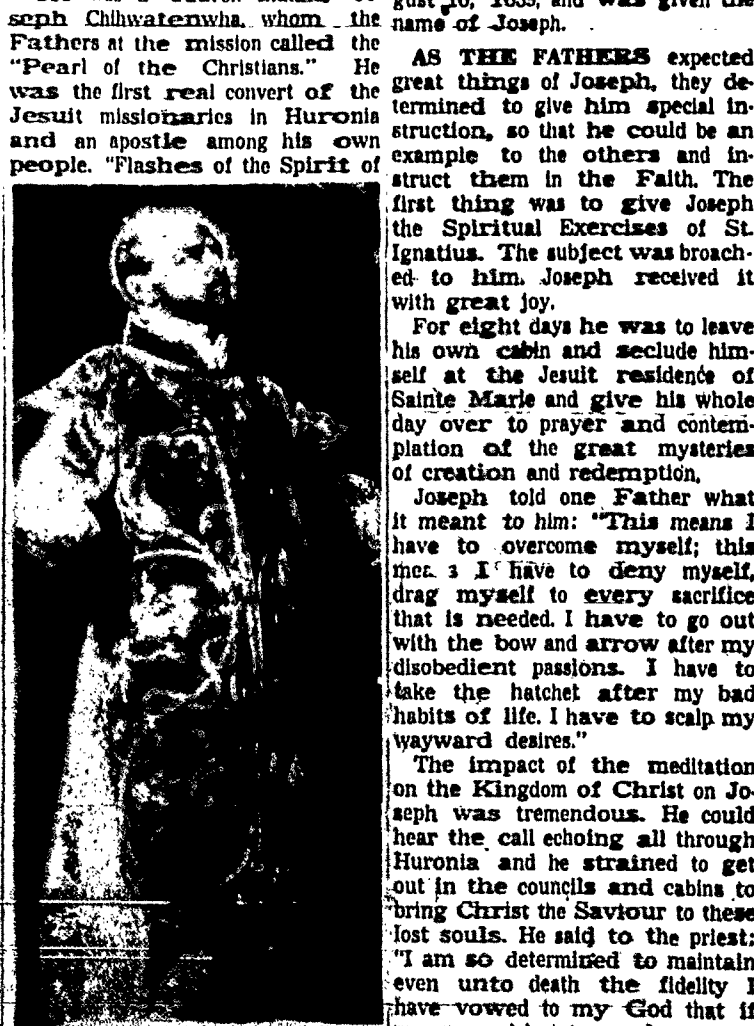 seph Chihwatenwha, whom the
Fathers at the mission called the
"Pearl of the Christians." He
was the first real convert of the
Jesuit missionaries in Huronia
and an apostle among his own
people. "Flashes of the Spirit of
name of Joseph.
AS THE FATHERS expected
great things of Joseph, they de-
termined to give him special in-
struction, so that he could be an
example to the others and in-
struct them in the Faith. The
first thing was to give Joseph
the Spiritual Exercises of St.
Ignatius. The subject was broach-
ed to him. Joseph received it
with great joy.
For eight days he was to leave
his own cabin and seclude him-
self at the Jesuit residence of
Sainte Marie and give his whole
day over to prayer and contem-
plation of the great mysteries
of creation and redemption.
Joseph told one Father what
it meant to him: "This means I
have to overcome myself; this
I have to deny myself,
drag myself to every sacrifice
that is needed. I have to go out
with the bow and arrow after my
disobedient passions. I have to
take the hatchet after my bad
habits of life. I have to scalp my
wayward desires."
The impact of the meditation
on the Kingdom of Christ on Jo-
seph was tremendous. He could
hear the call echoing all through
Huronia and he strained to get
out in the councils and cabins to
bring Christ the Saviour to these
lost souls. He said to the priest:
"I am so determined to maintain
even unto death the fidelity I
have vowed to my God that if